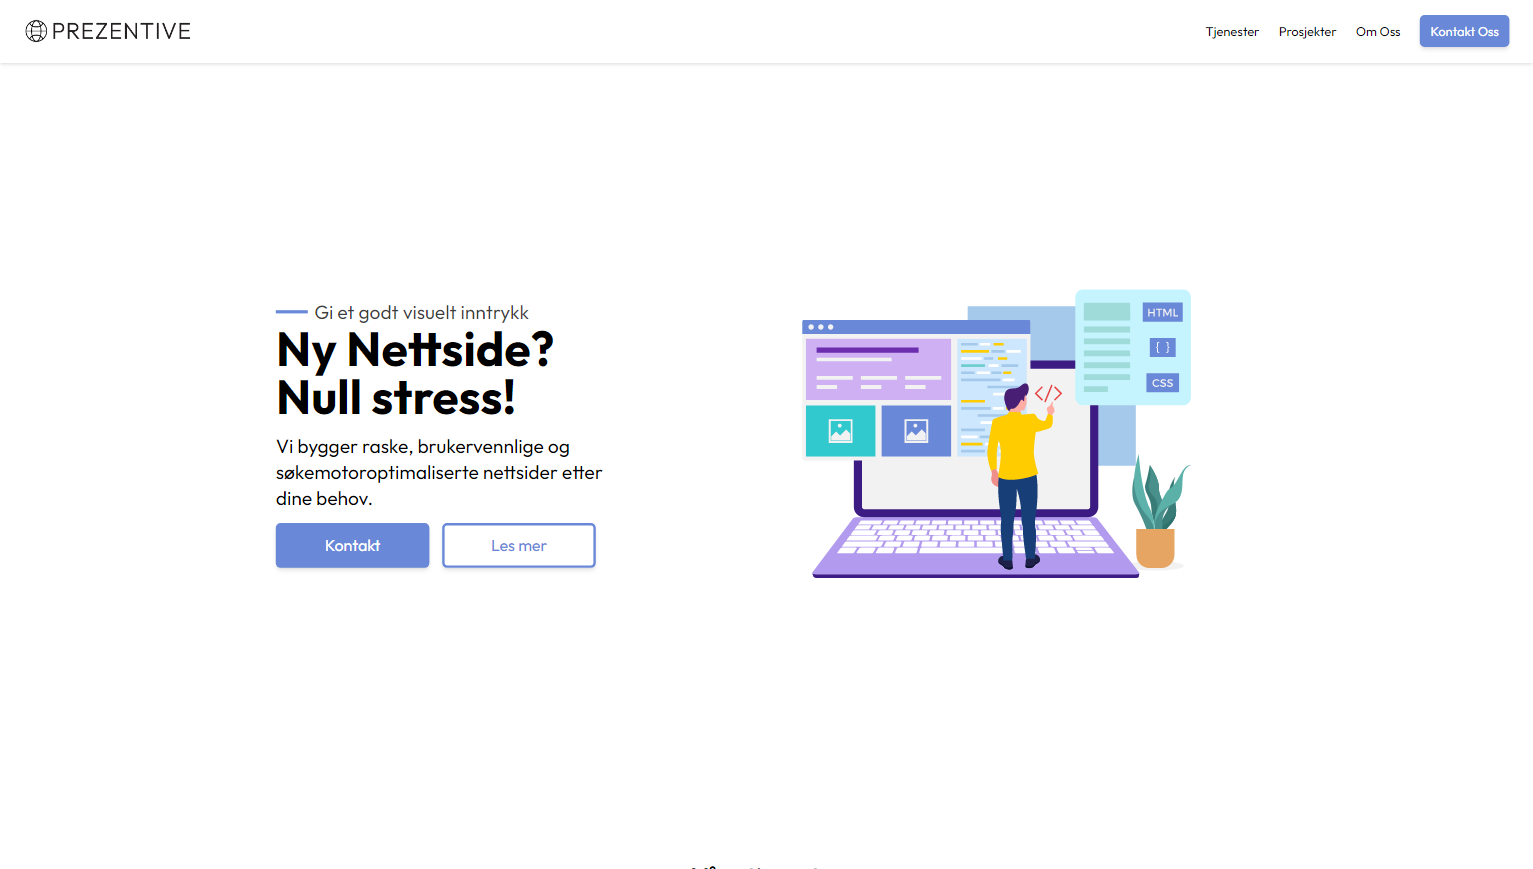 PREZENTIVE
Tjenester Prosjekter Om Oss Kontakt Oss
Gi et godt visuelt inntrykk
Ny Nettside?
Null stress!
Vi bygger raske, brukervennlige og
søkemotoroptimaliserte nettsider etter
dine behov.
Kontakt Les mer
HTML
{ }
CSS
</>